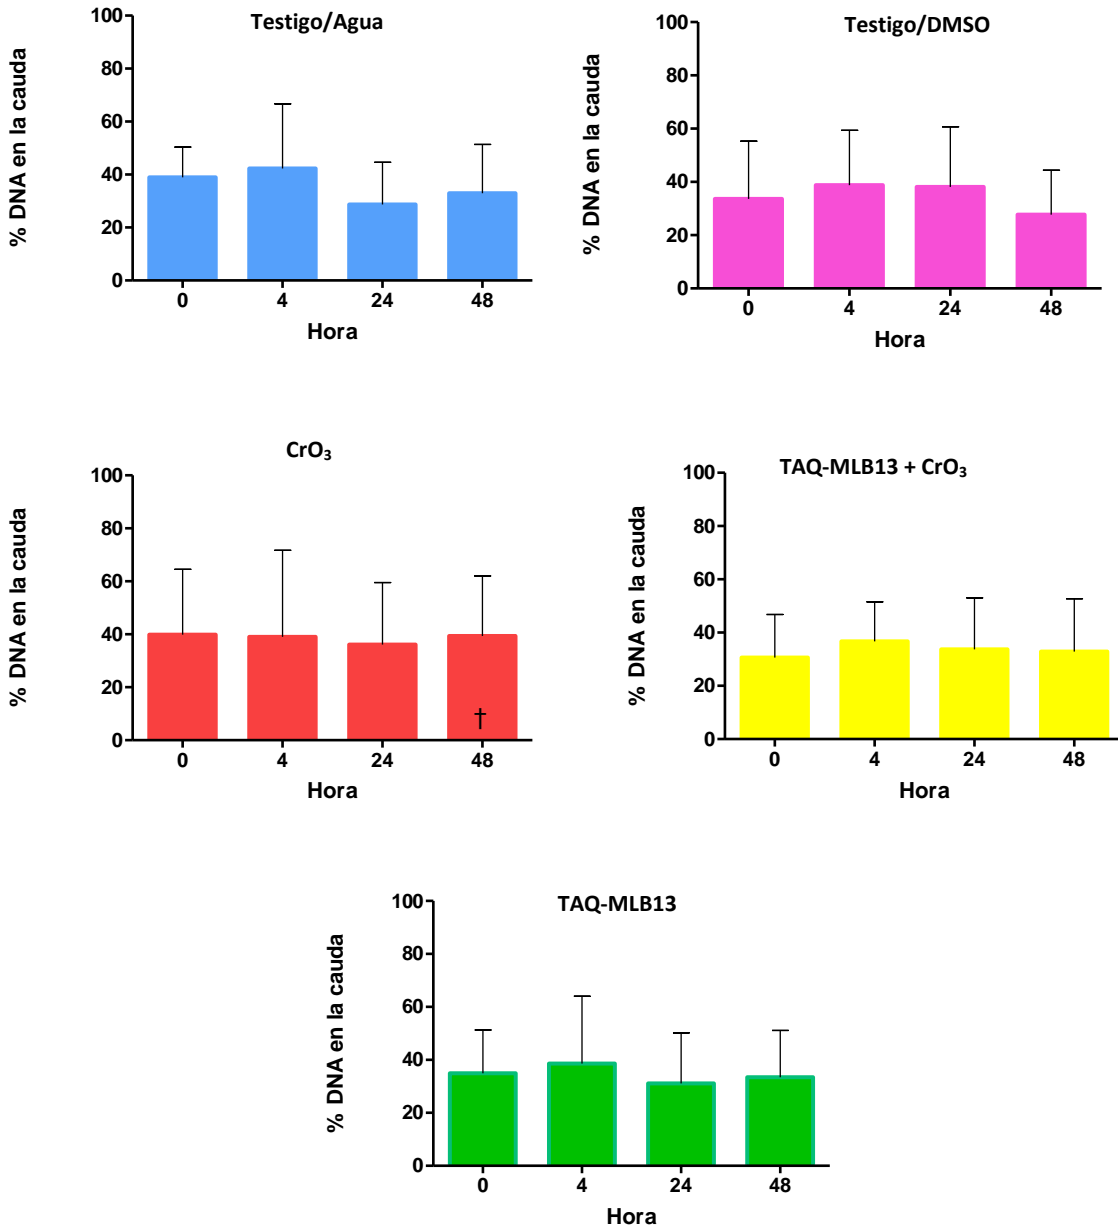 Testigo/Agua
% DNA en la cauda
100
80
60
40
20
0
0 4 24 48
Hora
Testigo/DMSO
% DNA en la cauda
100
80
60
40
20
0
0 4 24 48
Hora
CrO₃
% DNA en la cauda
100
80
60
40
20
0
†
0 4 24 48
Hora
TAQ-MLB13 + CrO₃
% DNA en la cauda
100
80
60
40
20
0
0 4 24 48
Hora
TAQ-MLB13
% DNA en la cauda
100
80
60
40
20
0
0 4 24 48
Hora